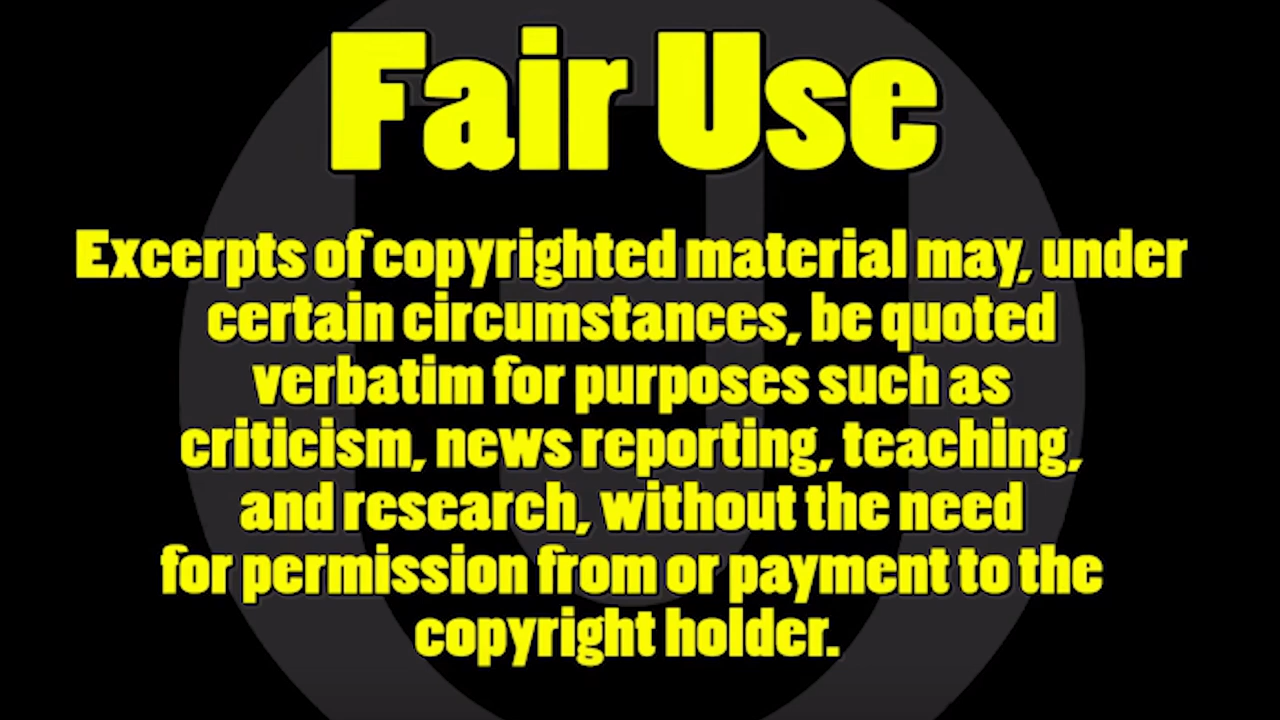 Fair Use
Excerpts of copyrighted material may, under
certain circumstances, be quoted
verbatim for purposes such as
criticism, news reporting, teaching,
and research, without the need
for permission from or payment to the
copyright holder.